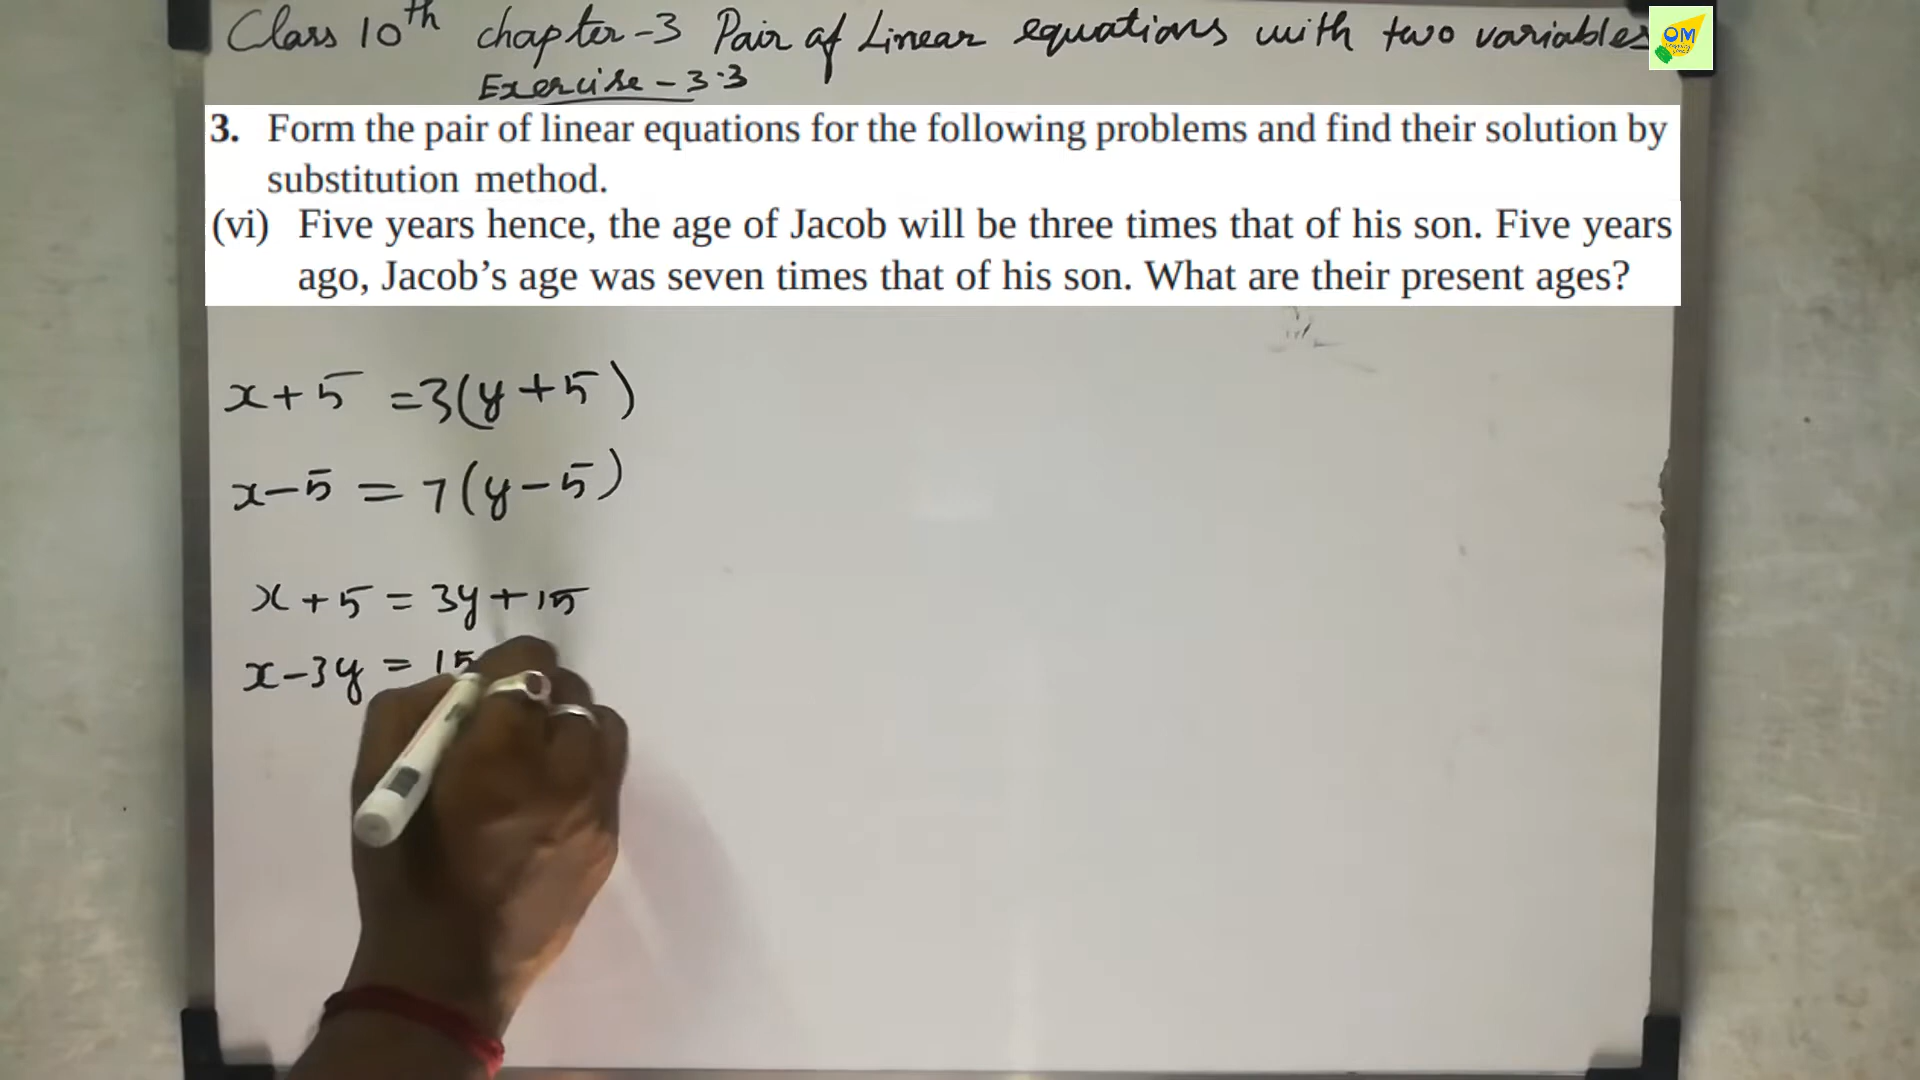 Class 10th chapter-3 Pair of Linear equations with two variables
Exercise - 3.3
OM
3. Form the pair of linear equations for the following problems and find their solution by
substitution method.
(vi) Five years hence, the age of Jacob will be three times that of his son. Five years
ago, Jacob's age was seven times that of his son. What are their present ages?
x+5 =3(y+5)
x-5 = 7(y-5)
x+5 = 3y+15
x-3y = 15